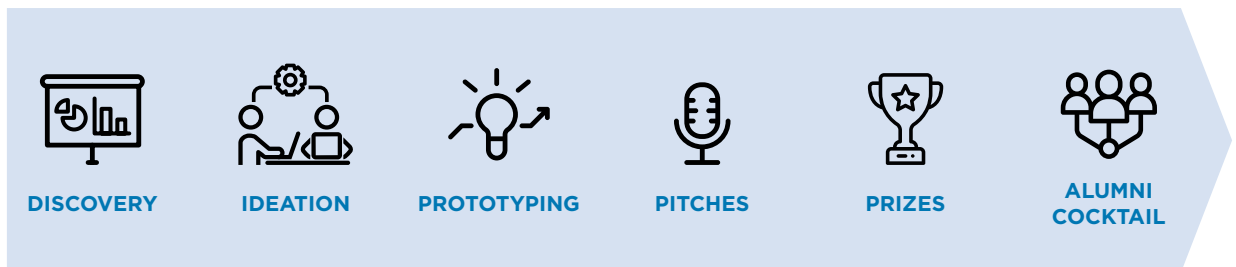 DISCOVERY
IDEATION
PROTOTYPING
PITCHES
PRIZES
ALUMNI
COCKTAIL